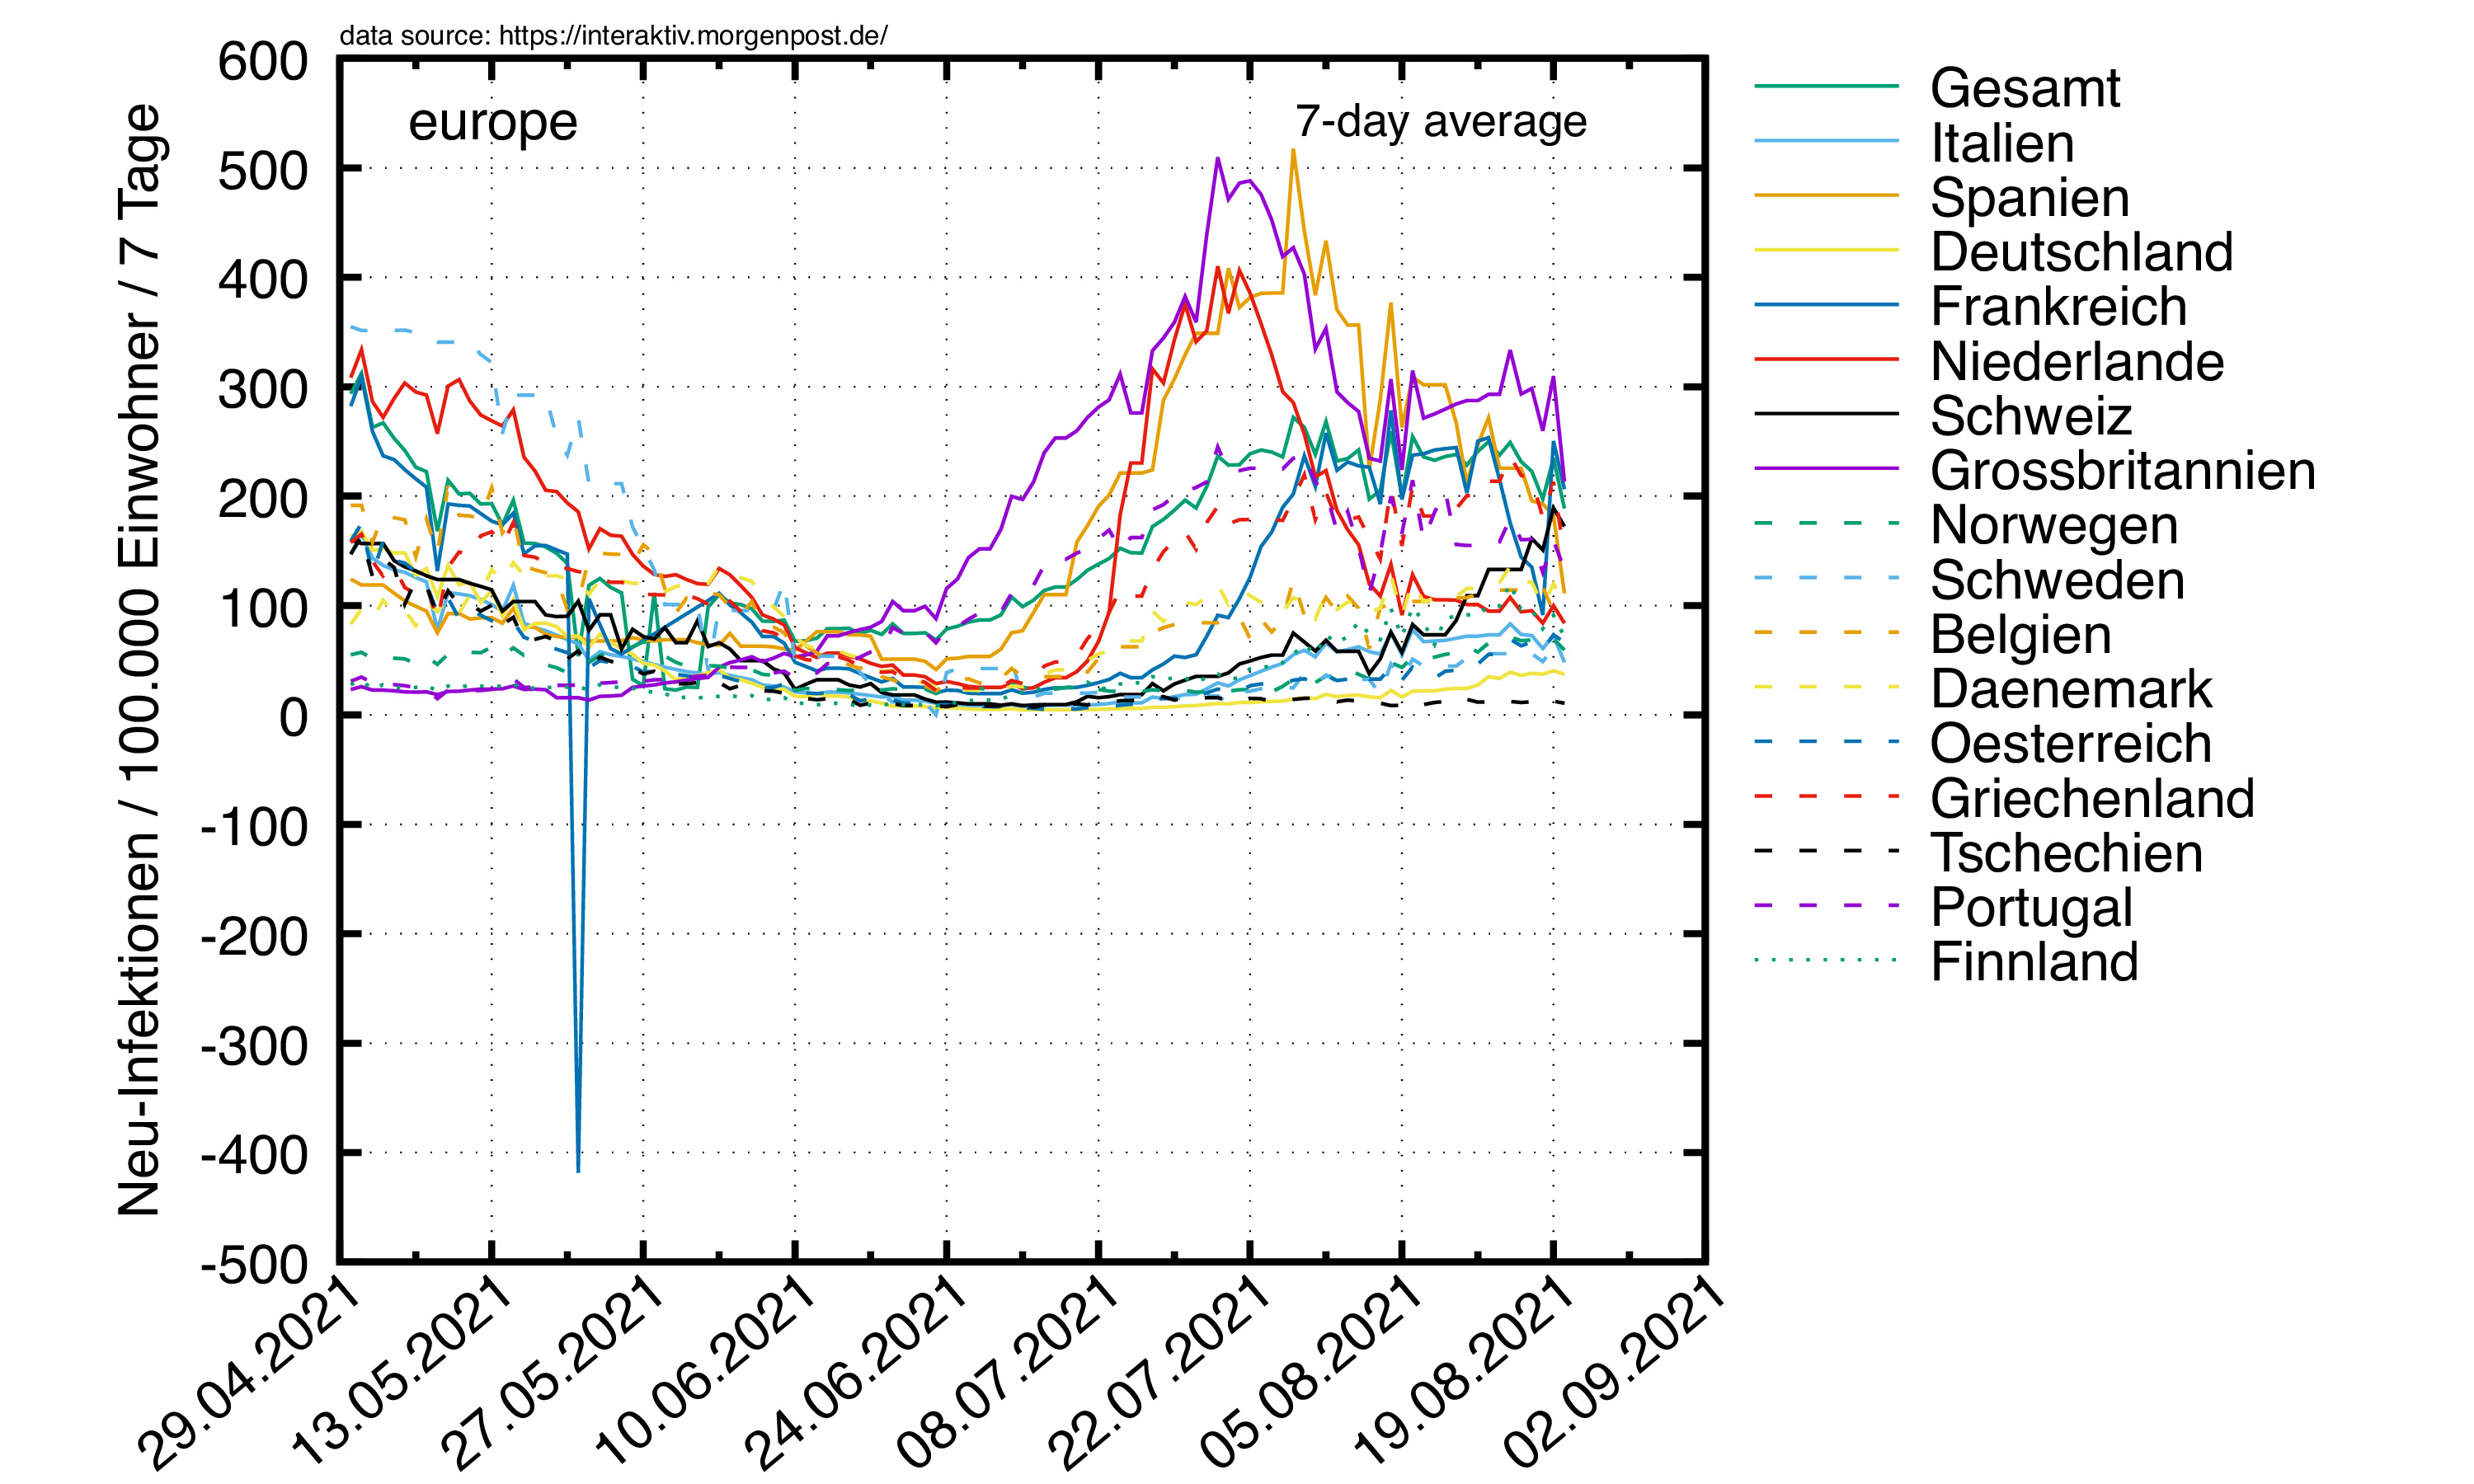 data source: https://interaktiv.morgenpost.de/
europe
7-day average
Neu-Infektionen / 100.000 Einwohner / 7 Tage
600
500
400
300
200
100
0
-100
-200
-300
-400
-500
29.04.2021
13.05.2021
27.05.2021
10.06.2021
24.06.2021
08.07.2021
22.07.2021
05.08.2021
19.08.2021
02.09.2021
Gesamt
Italien
Spanien
Deutschland
Frankreich
Niederlande
Schweiz
Grossbritannien
Norwegen
Schweden
Belgien
Daenemark
Oesterreich
Griechenland
Tschechien
Portugal
Finnland